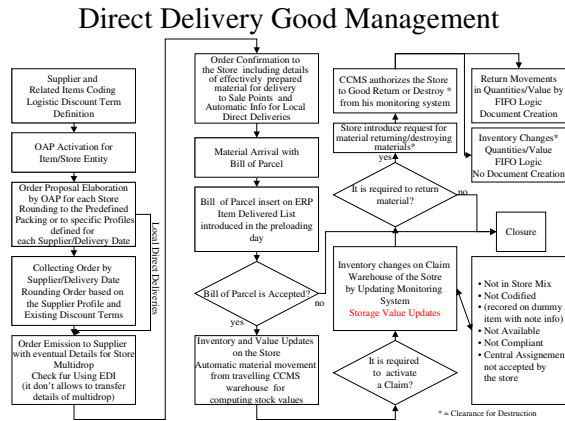 Direct Delivery Good Management
Supplier and
Related Items Coding
Logistic Discount Term
Definition
OAP Activation for
Item/Store Entity
Order Proposal Elaboration
by OAP for each Store
Rounding to the Predefined
Packing or to specific Profiles
defined for
each Supplier/Delivery Date
Local Direct Deliveries
Collecting Order by
Supplier/Delivery Date
Rounding Order based on
the Supplier Profile and
Existing Discount Terms
Order Emission to Supplier
with eventual Details for Store
Multidrop
Check fur Using EDI
(it don't allows to transfer
details of multidrop)
Order Confirmation to
the Store including details
of effectively prepared
material for delivery
to Sale Points and
Automatic Info for Local
Direct Deliveries
Material Arrival with
Bill of Parcel
Bill of Parcel insert on ERP
Item Delivered List
introduced in the preloading
day
Bill of Parcel is Accepted?
no
yes
Inventory and Value Updates
on the Store
Automatic material movement
from travelling CCMS
warehouse for
computing stock values
CCMS authorizes the Store
to Good Return or Destroy *
from his monitoring system
Store introduce request for
material returning/destroying
materials*
yes
It is required to return
material?
no
Inventory changes on Claim
Warehouse of the Sotre
by Updating Monitoring
System
Storage Value Updates
It is required
to activate
a Claim?
Return Movements
in Quantities/Value by
FIFO Logic
Document Creation
Inventory Changes*
Quantities/Value
FIFO Logic
No Document Creation
Closure
• Not in Store Mix
• Not Codified
• (recored on dummy
item with note info)
• Not Available
• Not Compliant
• Central Assignement
not accepted by
the store
* = Clearance for Destruction